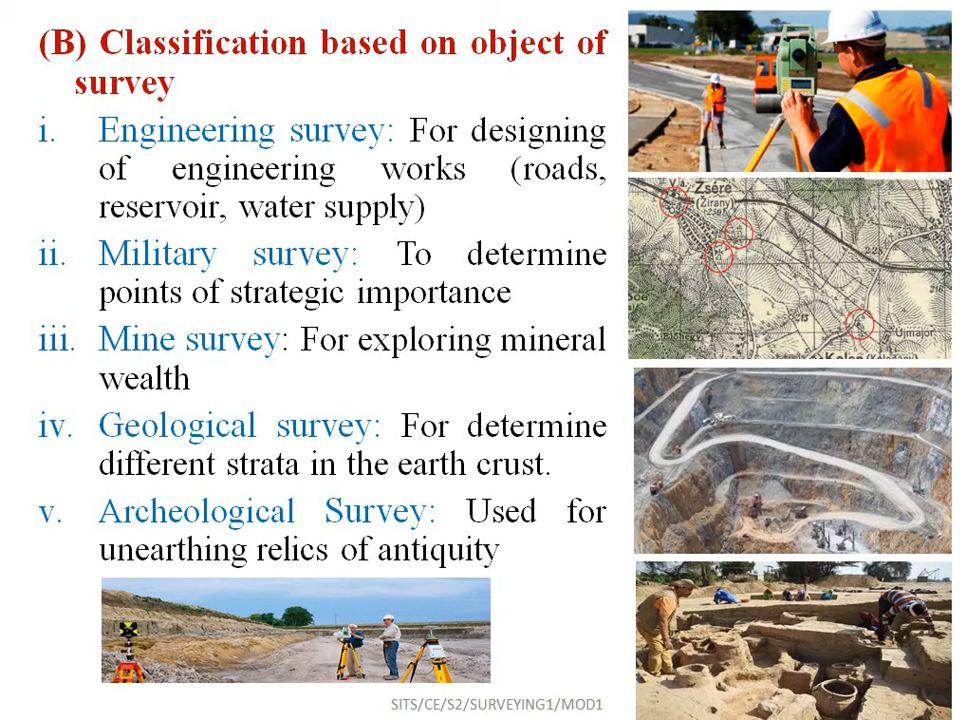 (B) Classification based on object of
survey
i. Engineering survey: For designing
of engineering works (roads,
reservoir, water supply)
ii. Military survey: To determine
points of strategic importance
iii. Mine survey: For exploring mineral
wealth
iv. Geological survey: For determine
different strata in the earth crust.
v. Archeological Survey: Used for
unearthing relics of antiquity
Zsére
(Zirany)
Ujmajor
SITS/CE/S2/SURVEYING1/MOD1